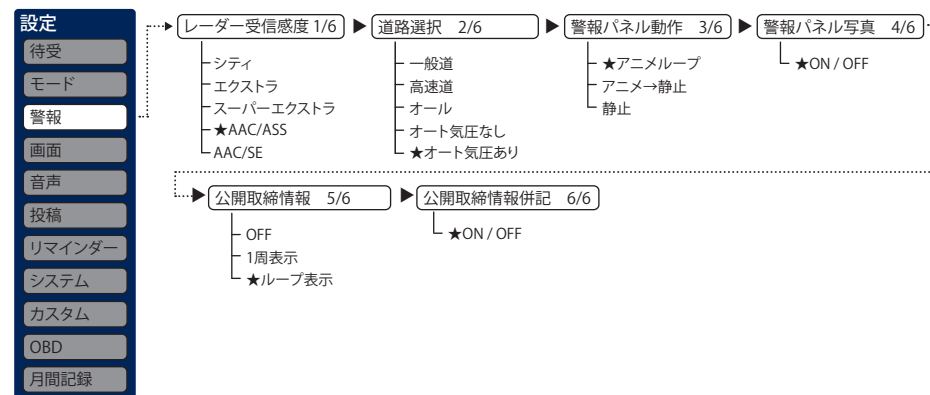 設定
待受
モード
警報
画面
音声
投稿
リマインダー
システム
カスタム
OBD
月間記録
レーダー受信感度 1/6
シティ
エクストラ
スーパーエクストラ
★AAC/ASS
AAC/SE
道路選択 2/6
一般道
高速道
オール
オート気圧なし
★オート気圧あり
警報パネル動作 3/6
★アニメループ
アニメ→静止
静止
警報パネル写真 4/6
★ON / OFF
公開取締情報 5/6
OFF
1周表示
★ループ表示
公開取締情報併記 6/6
★ON / OFF